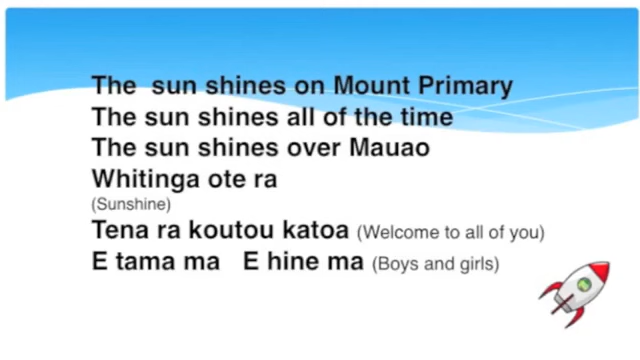 The sun shines on Mount Primary
The sun shines all of the time
The sun shines over Mauao
Whitinga ote ra
(Sunshine)
Tena ra koutou katoa (Welcome to all of you)
E tama ma E hine ma (Boys and girls)